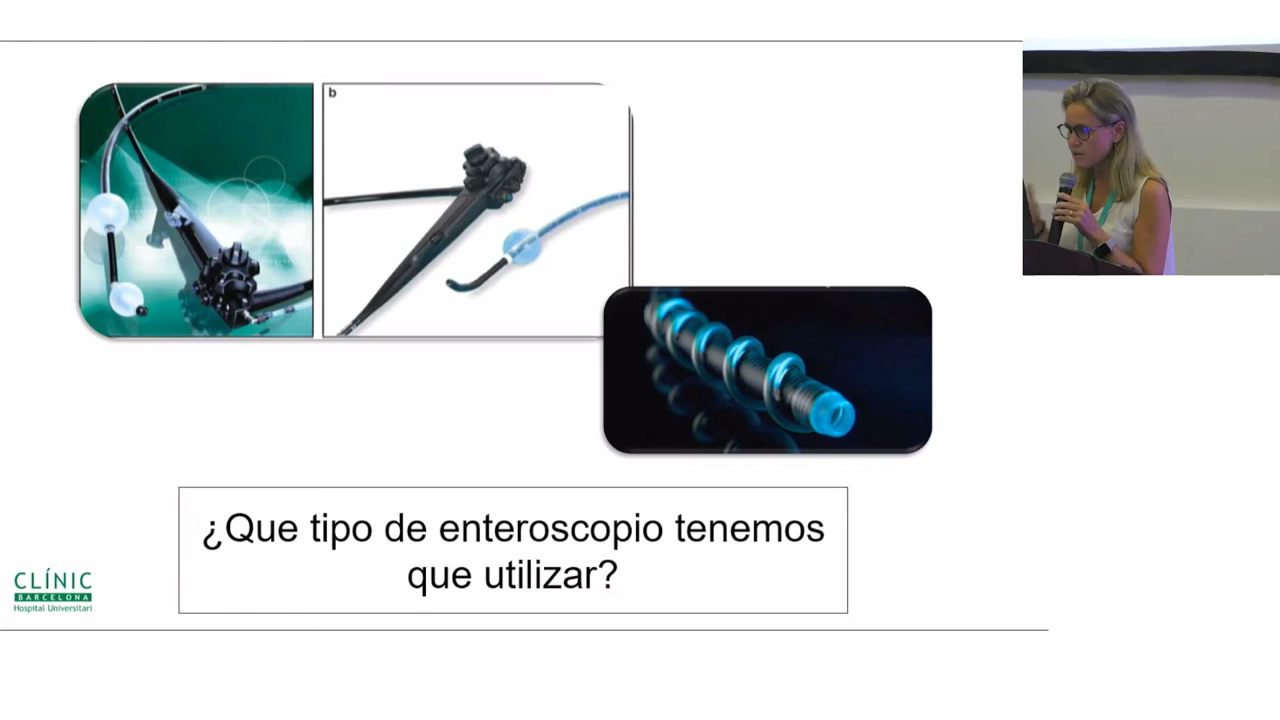 b
¿Que tipo de enteroscopio tenemos
que utilizar?
CLÍNIC
BARCELONA
Hospital Universitari